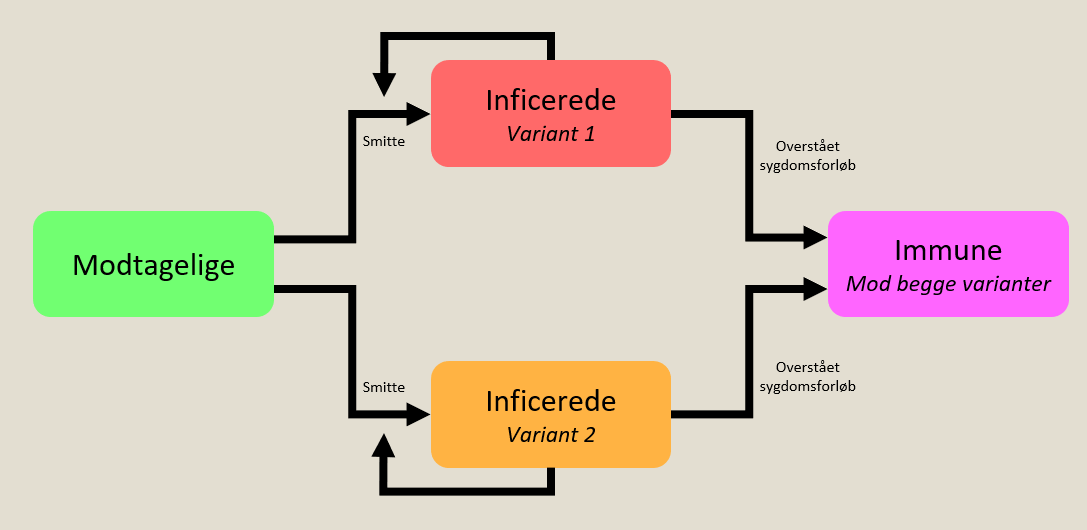 Inficerede
Variant 1
Smitte
Overstået
sygdomsforløb
Modtagelige
Immune
Mod begge varianter
Smitte
Overstået
sygdomsforløb
Inficerede
Variant 2